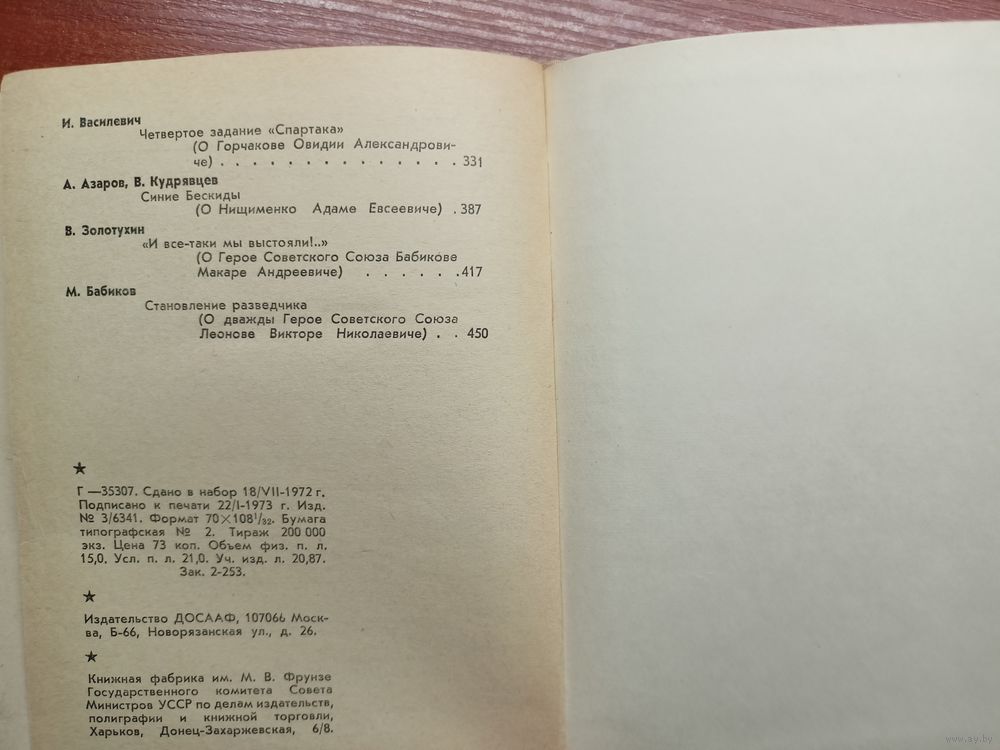 И. Василевич
Четвертое задание «Спартака»
(О Горчакове Овидии Александрови-
че) . . . . . . . . . . . . . . 331
А. Азаров, В. Кудрявцев
Синие Бескиды
(О Нищименко Адаме Евсеевиче) . 387
В. Золотухин
«И все-таки мы выстояли!..»
(О Герое Советского Союза Бабикове
Макаре Андреевиче) . . . . . . 417
М. Бабиков
Становление разведчика
(О дважды Герое Советского Союза
Леонове Викторе Николаевиче) . . 450
★
Г —35307. Сдано в набор 18/VII-1972 г.
Подписано к печати 22/I-1973 г. Изд.
№ 3/6341. Формат 70×108¹/₃₂. Бумага
типографская № 2. Тираж 200 000
экз. Цена 73 коп. Объем физ. п. л.
15,0. Усл. п. л. 21,0. Уч. изд. л. 20,87.
Зак. 2-253.
★
Издательство ДОСААФ, 107066 Моск-
ва, Б-66, Новорязанская ул., д. 26.
★
Книжная фабрика им. М. В. Фрунзе
Государственного комитета Совета
Министров УССР по делам издательств,
полиграфии и книжной торговли,
Харьков, Донец-Захаржевская, 6/8.
www.ay.by